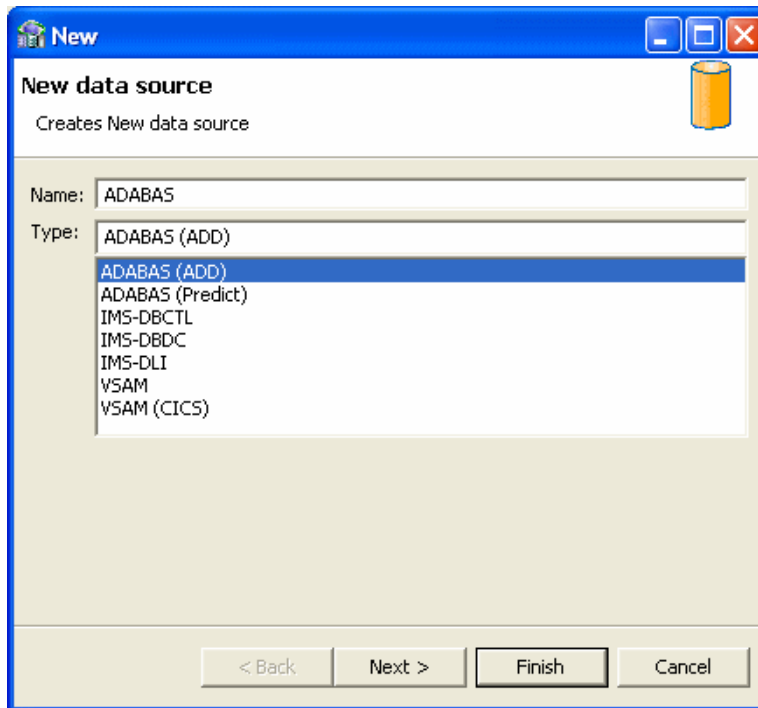 New
New data source
Creates New data source
Name: ADABAS
Type: ADABAS (ADD)
ADABAS (ADD)
ADABAS (Predict)
IMS-DBCTL
IMS-DBDC
IMS-DLI
VSAM
VSAM (CICS)
< Back Next > Finish Cancel